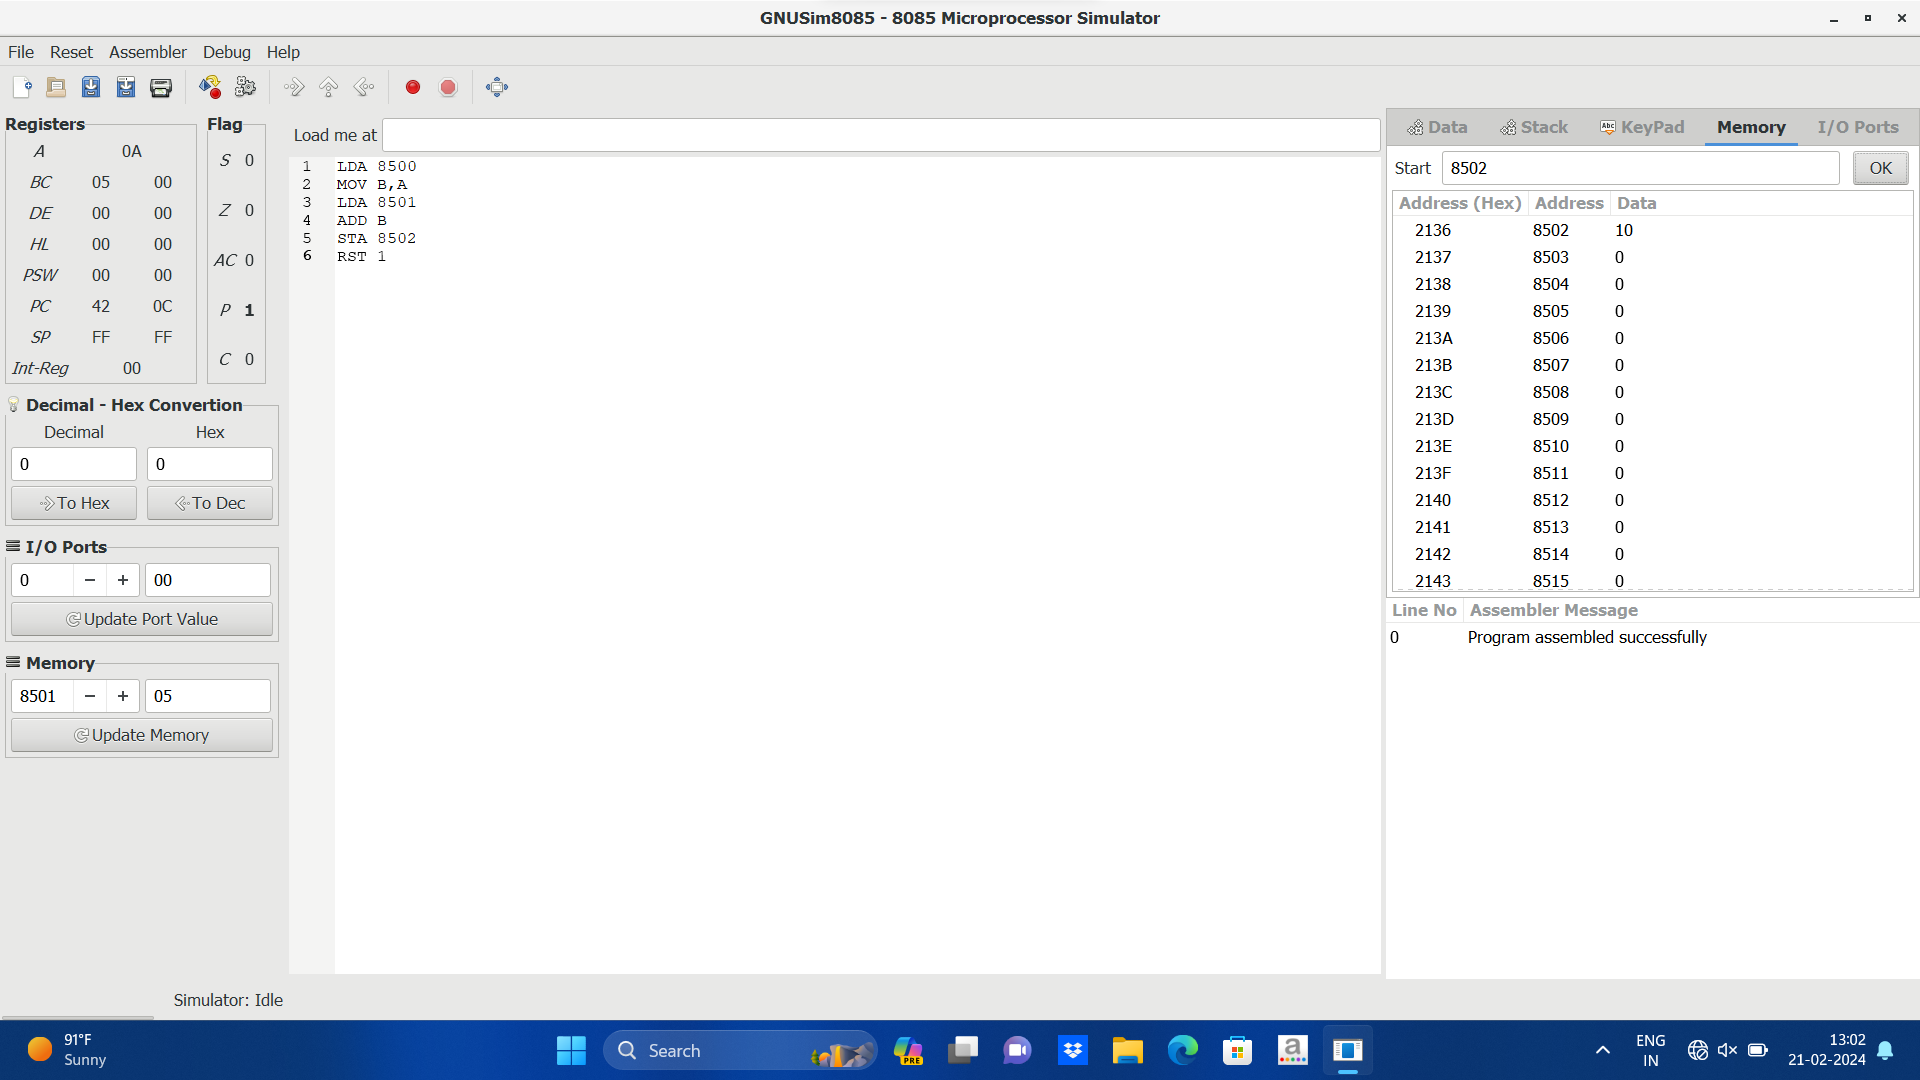 GNUSim8085 - 8085 Microprocessor Simulator
File Reset Assembler Debug Help
Registers
A 0A
BC 05 00
DE 00 00
HL 00 00
PSW 00 00
PC 42 0C
SP FF FF
Int-Reg 00
Flag
S 0
Z 0
AC 0
P 1
C 0
Decimal - Hex Convertion
Decimal Hex
0 0
To Hex To Dec
I/O Ports
0 − + 00
Update Port Value
Memory
8501 − + 05
Update Memory
Load me at
1 LDA 8500
2 MOV B,A
3 LDA 8501
4 ADD B
5 STA 8502
6 RST 1
Data Stack Abc KeyPad Memory I/O Ports
Start 8502 OK
Address (Hex) Address Data
2136 8502 10
2137 8503 0
2138 8504 0
2139 8505 0
213A 8506 0
213B 8507 0
213C 8508 0
213D 8509 0
213E 8510 0
213F 8511 0
2140 8512 0
2141 8513 0
2142 8514 0
2143 8515 0
Line No Assembler Message
0 Program assembled successfully
Simulator: Idle
91°F
Sunny
Search
PRE
a
ENG
IN
13:02
21-02-2024